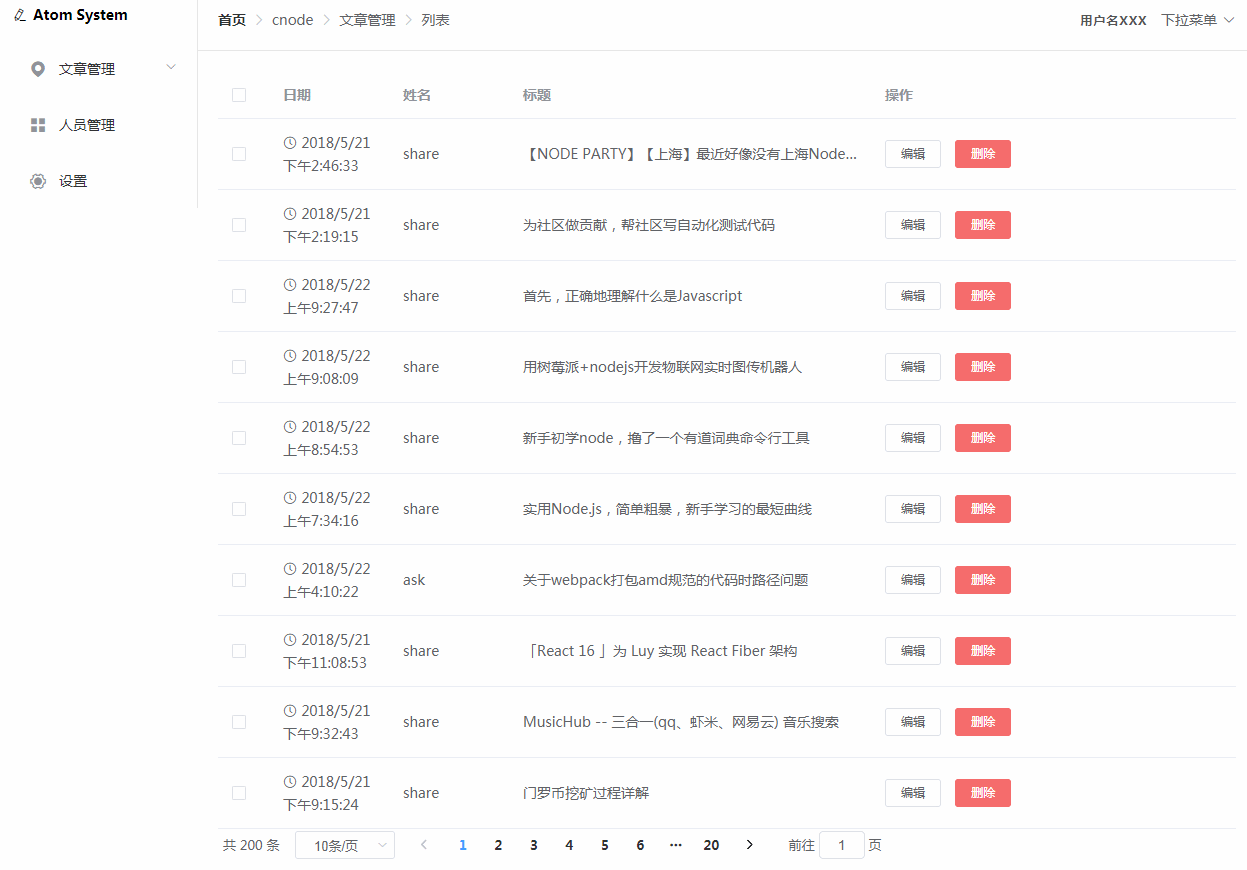 Atom System
首页 cnode 文章管理 列表 用户名XXX 下拉菜单
文章管理
人员管理
设置
日期 姓名 标题 操作
2018/5/21
下午2:46:33 share 【NODE PARTY】【上海】最近好像没有上海Node... 编辑 删除
2018/5/21
下午2:19:15 share 为社区做贡献，帮社区写自动化测试代码 编辑 删除
2018/5/22
上午9:27:47 share 首先，正确地理解什么是Javascript 编辑 删除
2018/5/22
上午9:08:09 share 用树莓派+nodejs开发物联网实时图传机器人 编辑 删除
2018/5/22
上午8:54:53 share 新手初学node，撸了一个有道词典命令行工具 编辑 删除
2018/5/22
上午7:34:16 share 实用Node.js，简单粗暴，新手学习的最短曲线 编辑 删除
2018/5/22
上午4:10:22 ask 关于webpack打包amd规范的代码时路径问题 编辑 删除
2018/5/21
下午11:08:53 share 「React 16 」为 Luy 实现 React Fiber 架构 编辑 删除
2018/5/21
下午9:32:43 share MusicHub -- 三合一(qq、虾米、网易云) 音乐搜索 编辑 删除
2018/5/21
下午9:15:24 share 门罗币挖矿过程详解 编辑 删除
共 200 条 10条/页 1 2 3 4 5 6 ... 20 前往 1 页